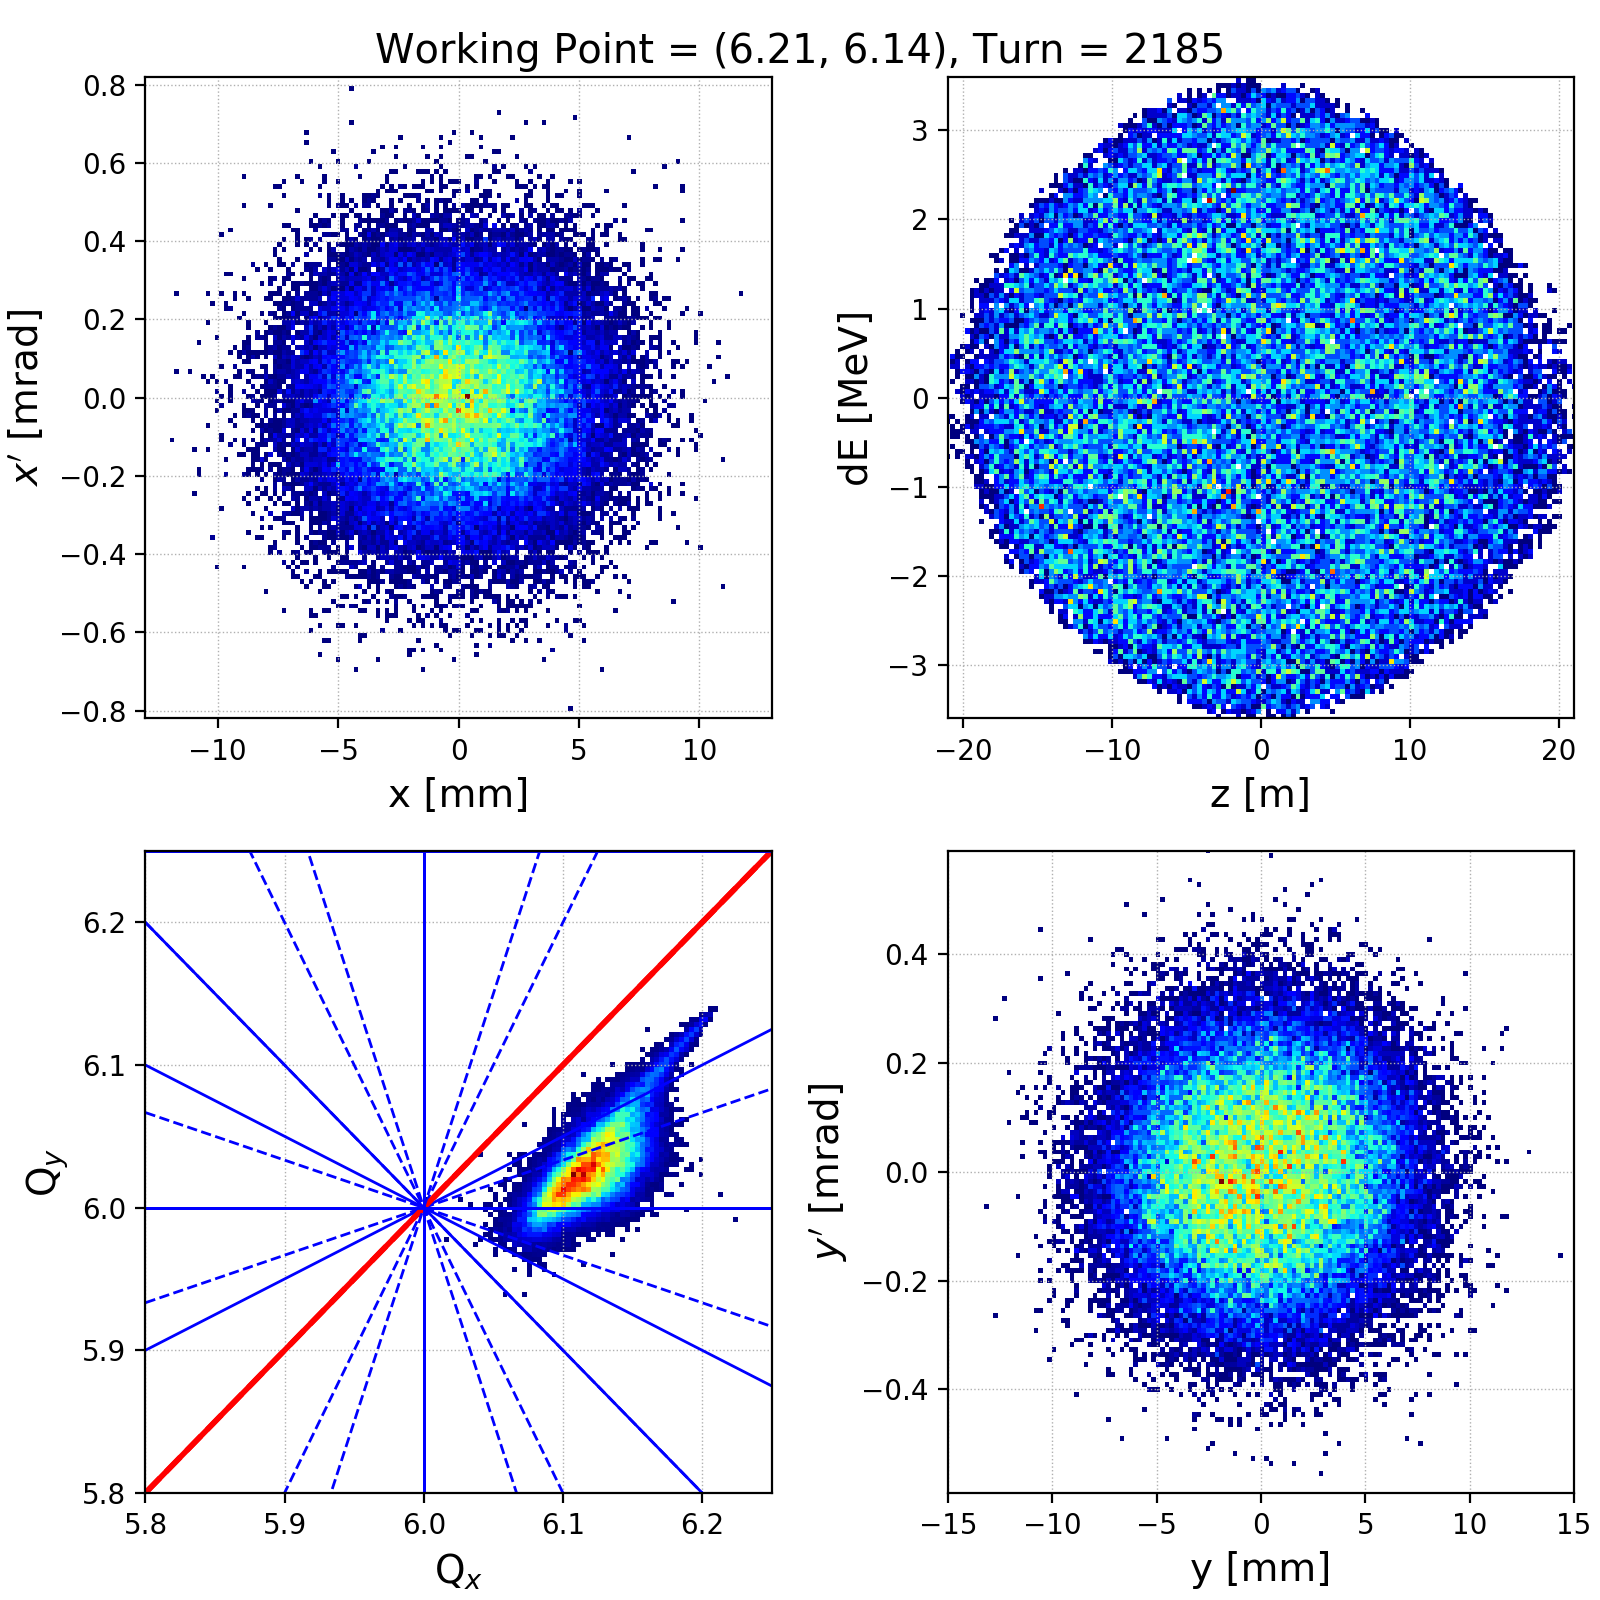 Working Point = (6.21, 6.14), Turn = 2185
0.8
0.6
0.4
0.2
0.0
−0.2
−0.4
−0.6
−0.8
x′ [mrad]
−10 −5 0 5 10
x [mm]
3
2
1
0
−1
−2
−3
dE [MeV]
−20 −10 0 10 20
z [m]
6.2
6.1
6.0
5.9
5.8
Qy
5.8 5.9 6.0 6.1 6.2
Qx
0.4
0.2
0.0
−0.2
−0.4
y′ [mrad]
−15 −10 −5 0 5 10 15
y [mm]